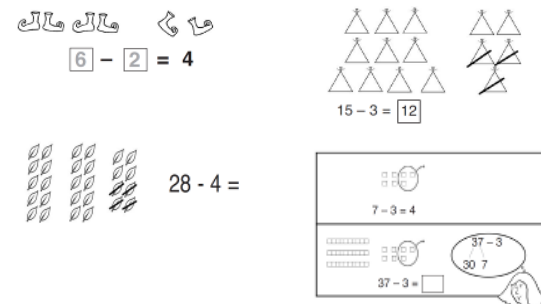 6 - 2 = 4
15 - 3 = 12
28 - 4 =
7 - 3 = 4
37 - 3
30 7
37 - 3 =